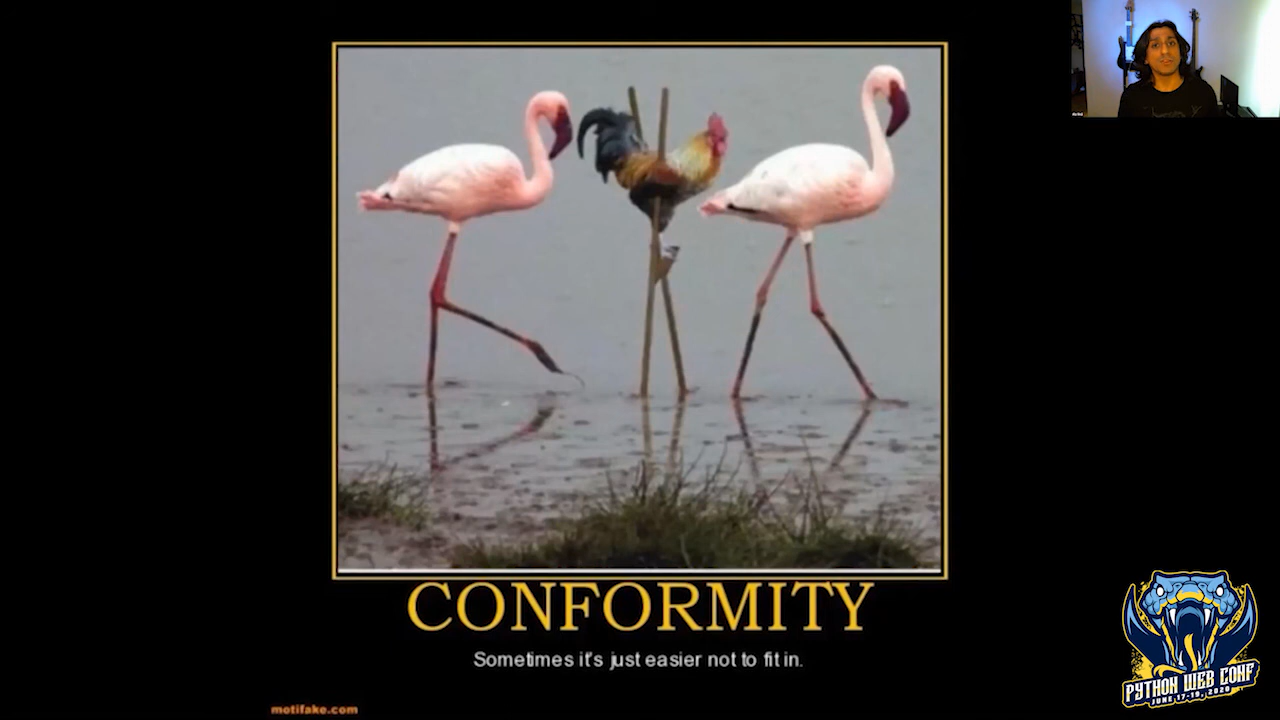 CONFORMITY
Sometimes it's just easier not to fit in.
motifake.com
PYTHON WEB CONF
JUNE 17-19, 2020